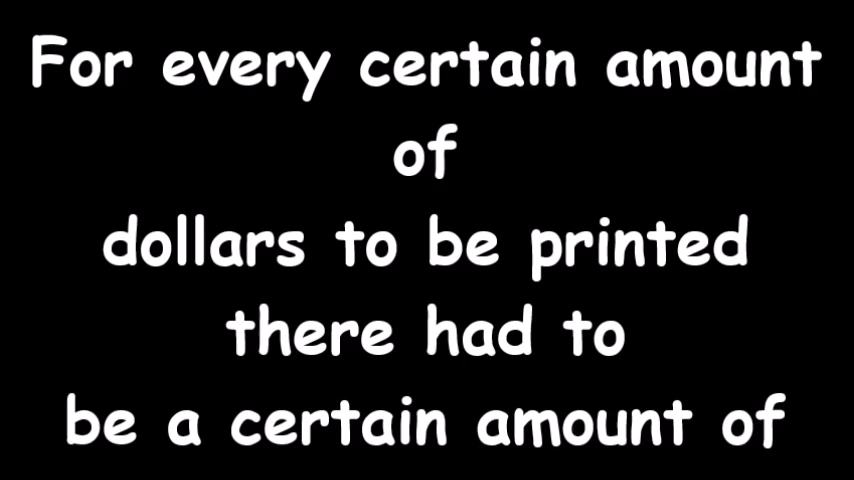 For every certain amount
of
dollars to be printed
there had to
be a certain amount of